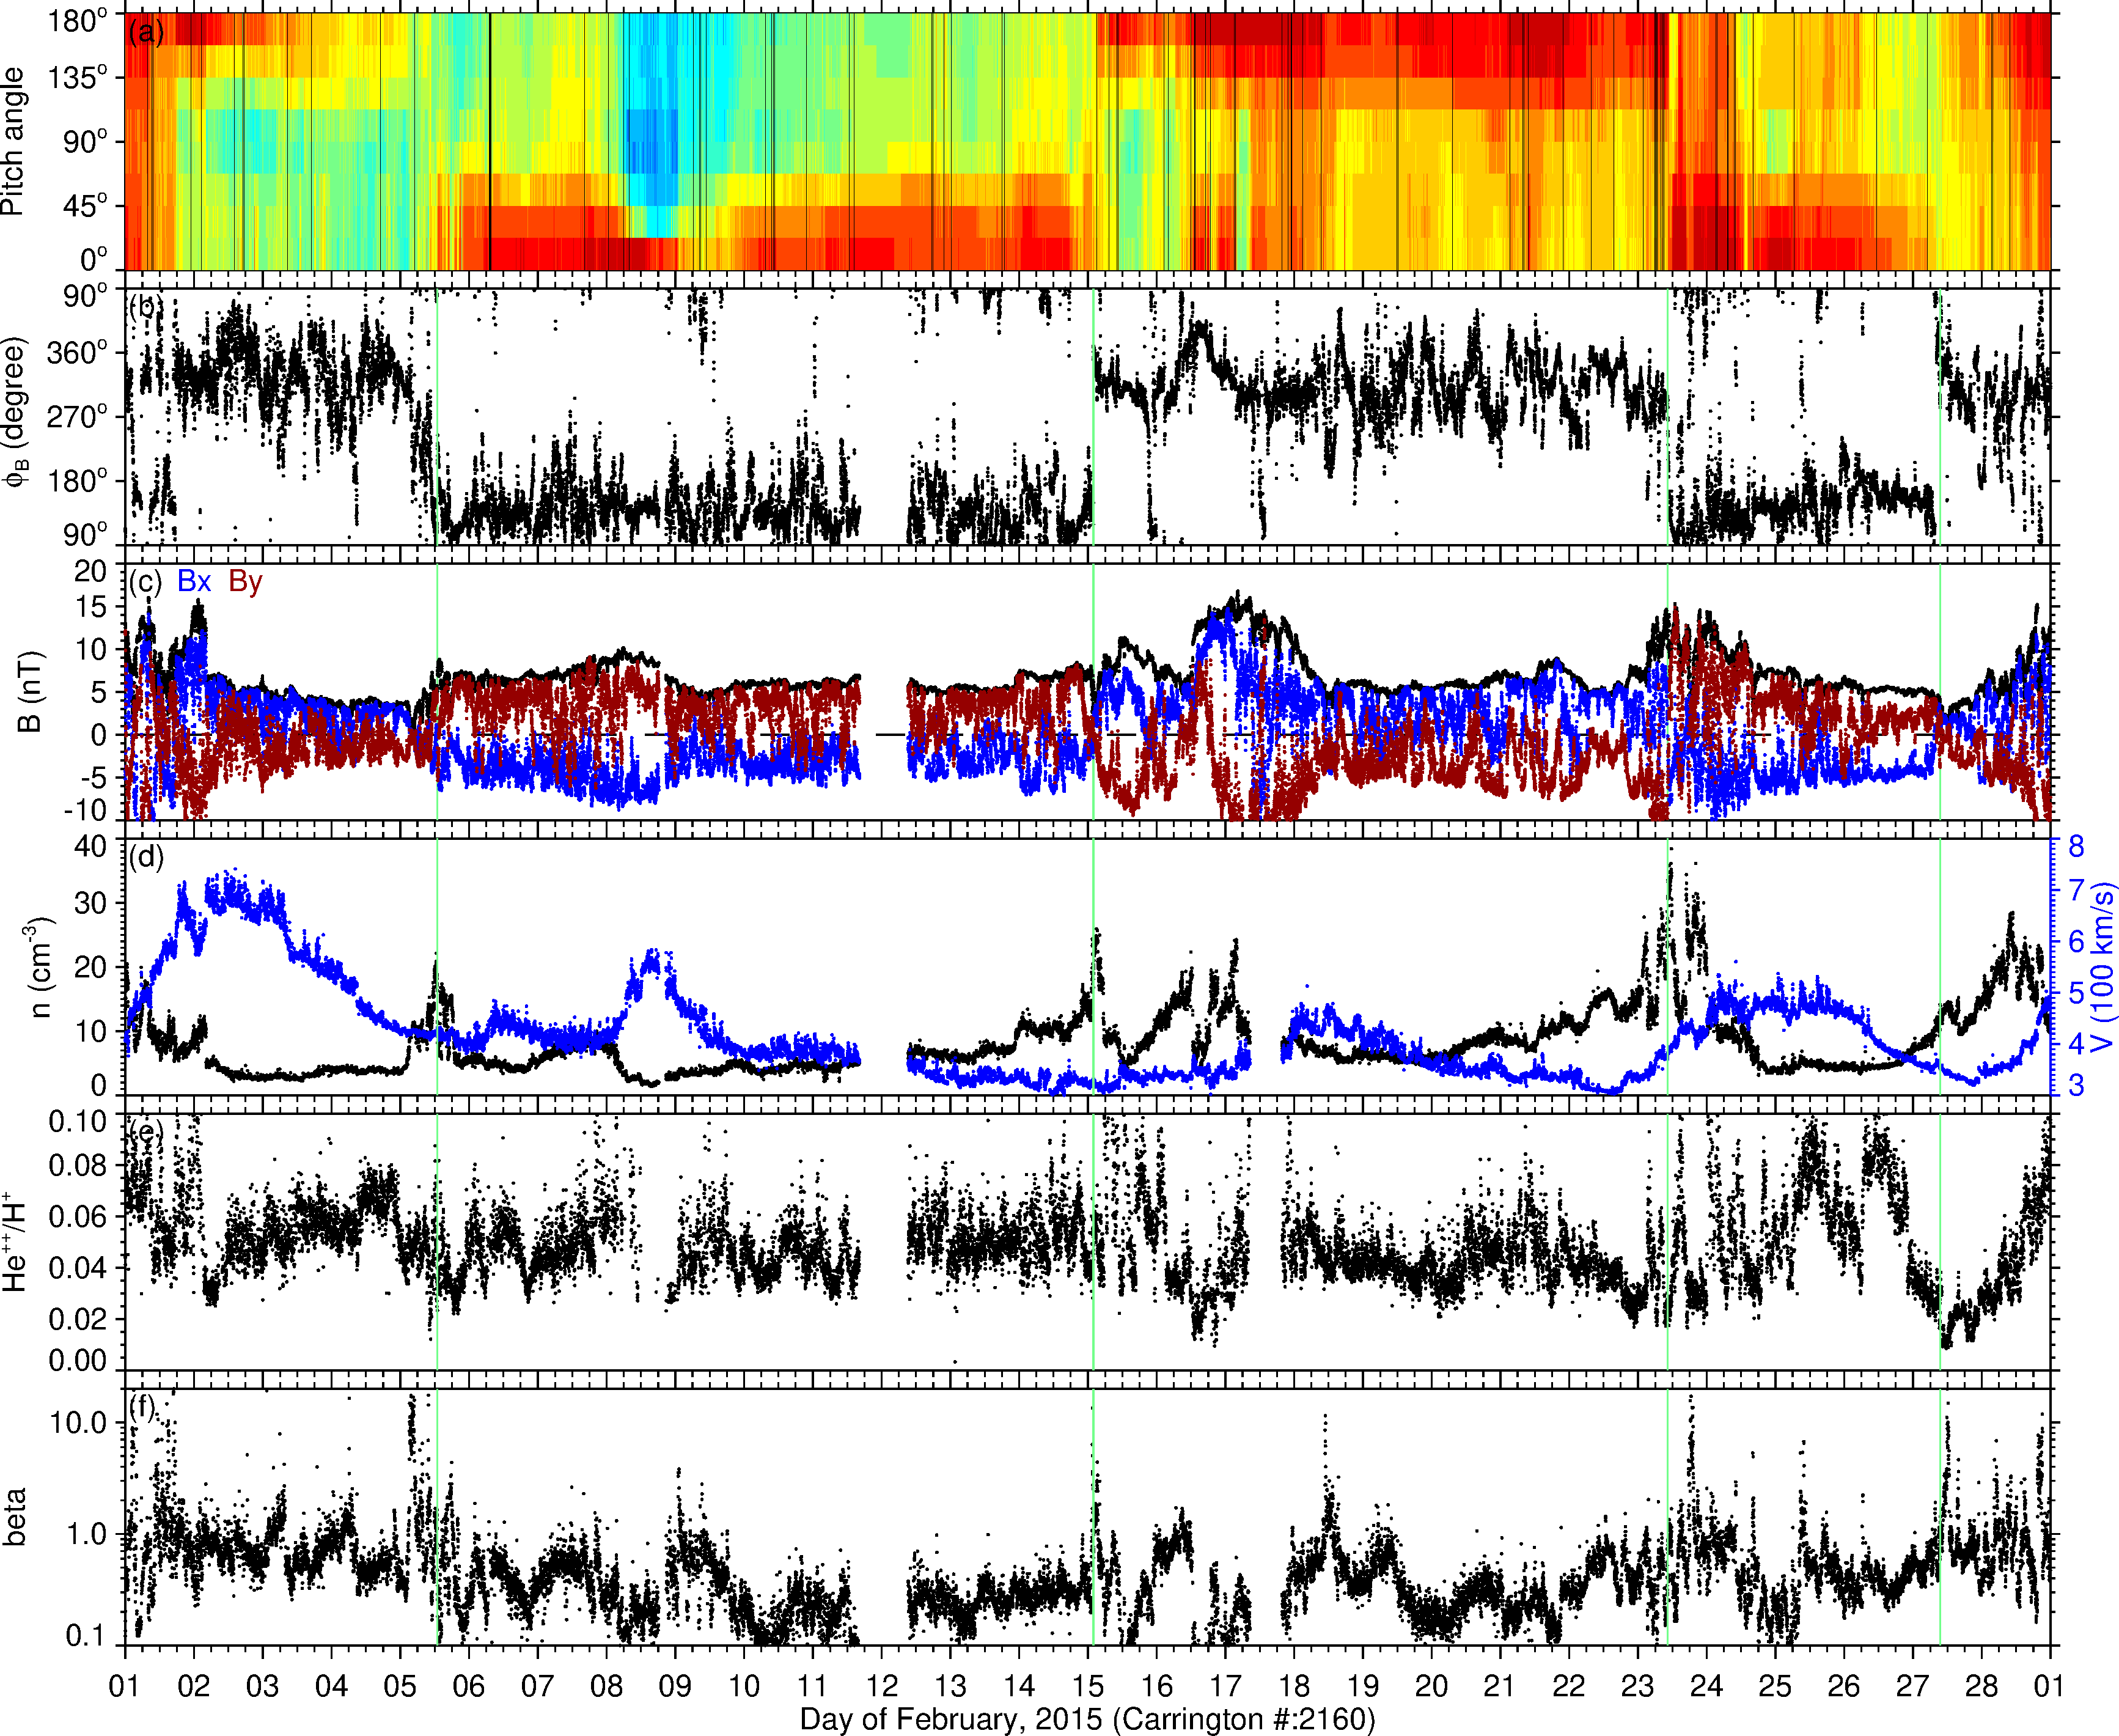 (a)
180°
135°
90°
45°
0°
Pitch angle
(b)
90°
360°
270°
180°
90°
ϕB (degree)
(c) Bx By
20
15
10
5
0
-5
-10
B (nT)
(d)
40
30
20
10
0
n (cm-3)
8
7
6
5
4
3
V (100 km/s)
(e)
0.10
0.08
0.06
0.04
0.02
0.00
He++/H+
(f)
10.0
1.0
0.1
beta
01 02 03 04 05 06 07 08 09 10 11 12 13 14 15 16 17 18 19 20 21 22 23 24 25 26 27 28 01
Day of February, 2015 (Carrington #:2160)